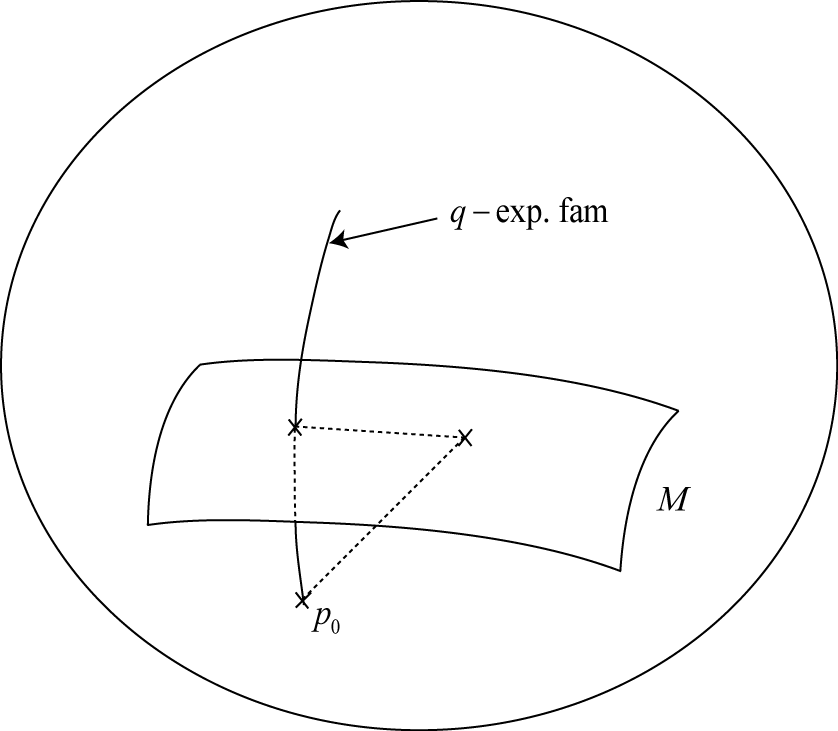 q – exp. fam
M
p₀